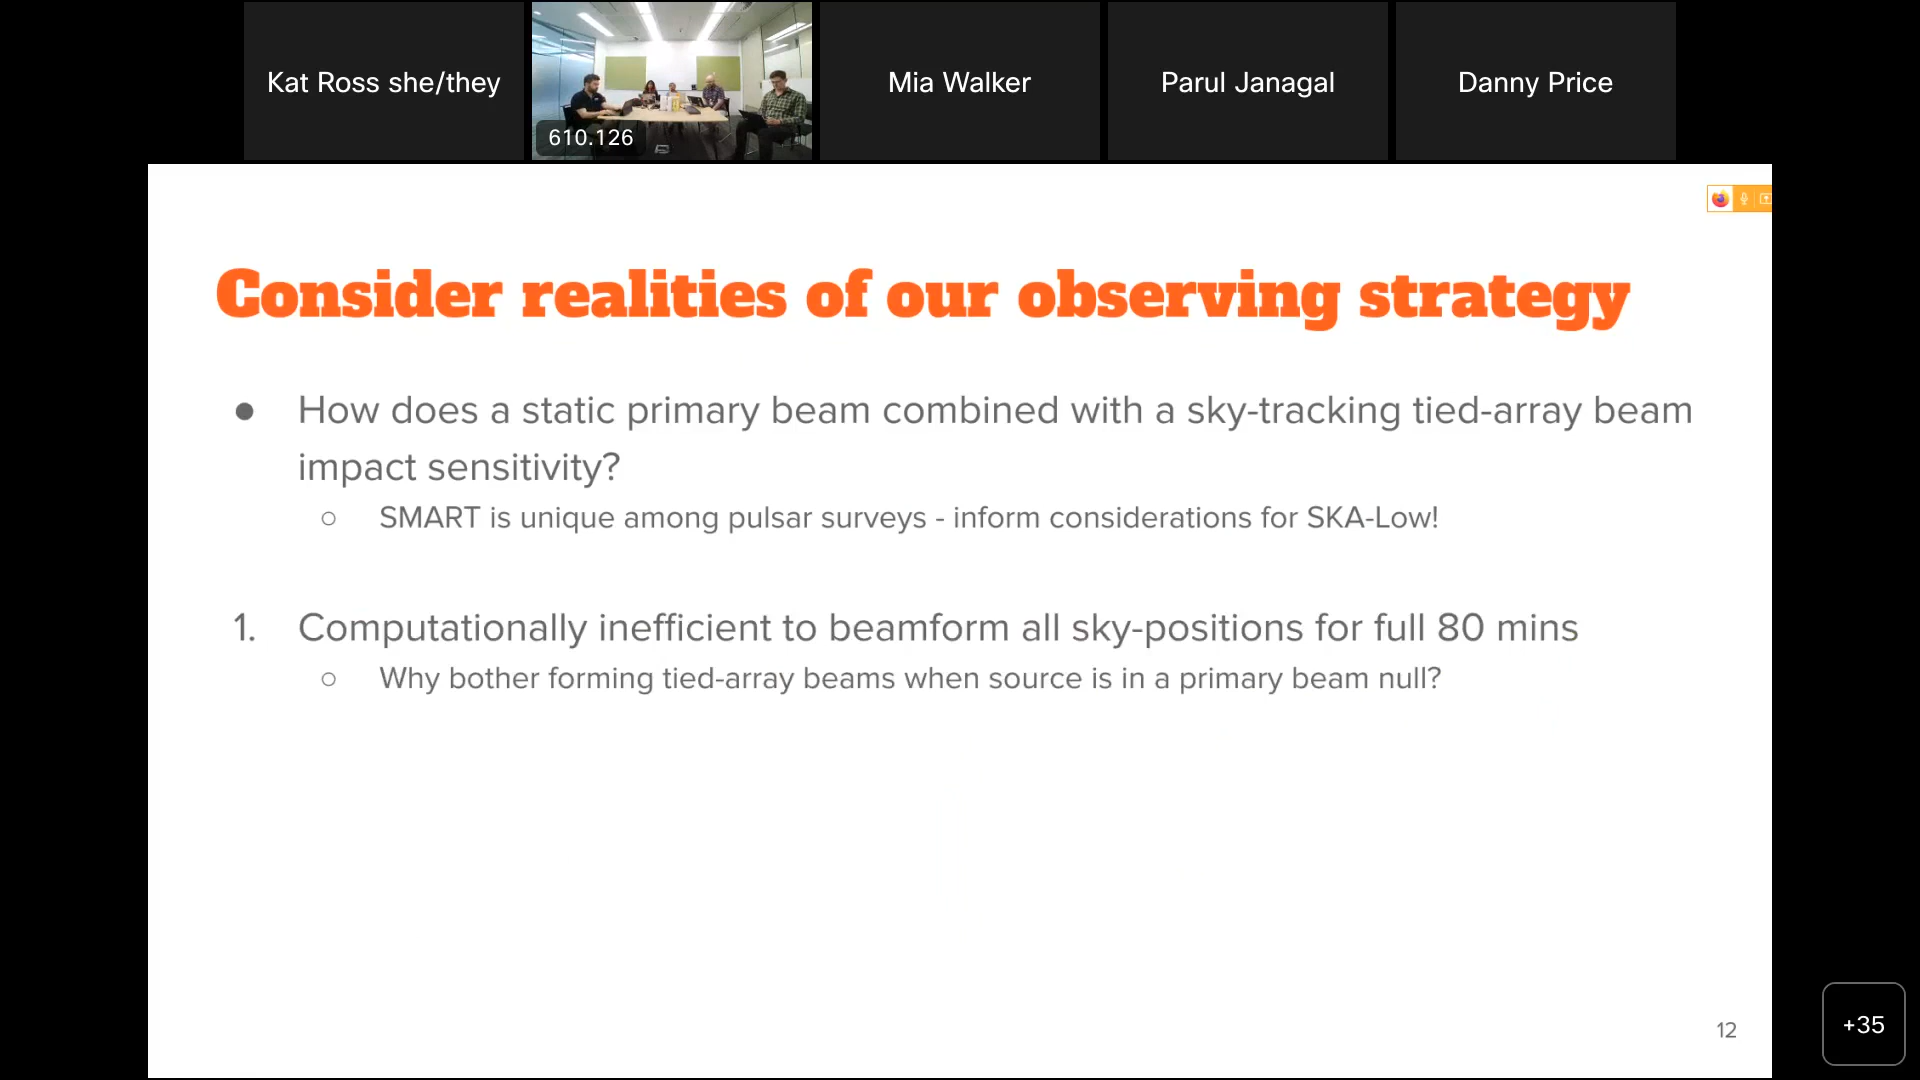 Kat Ross she/they
610.126
Mia Walker
Parul Janagal
Danny Price
Consider realities of our observing strategy
● How does a static primary beam combined with a sky-tracking tied-array beam
impact sensitivity?
○ SMART is unique among pulsar surveys - inform considerations for SKA-Low!
1. Computationally inefficient to beamform all sky-positions for full 80 mins
○ Why bother forming tied-array beams when source is in a primary beam null?
12
+35